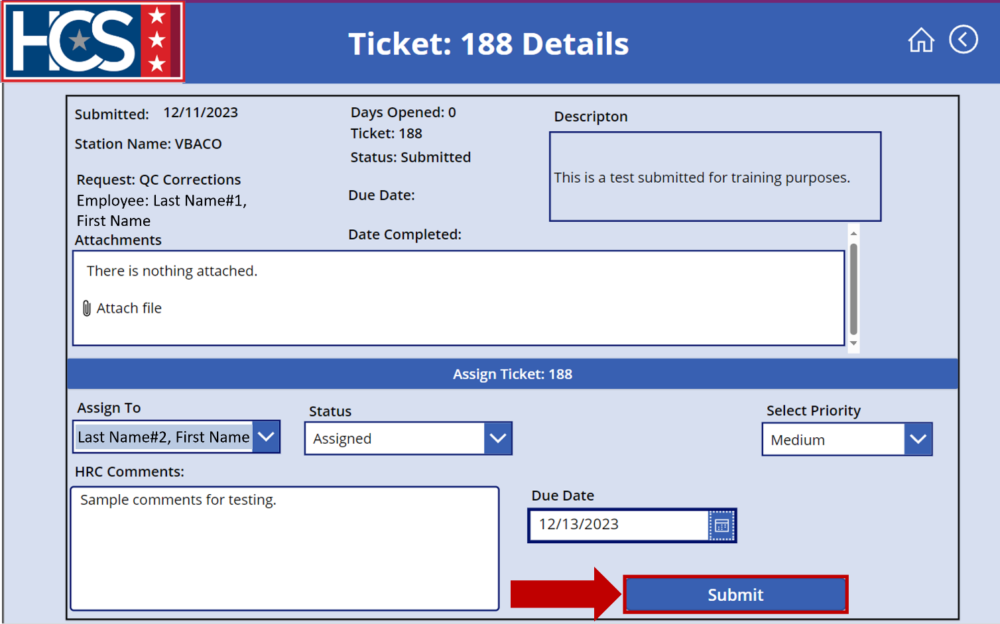 HCS
Ticket: 188 Details
Submitted: 12/11/2023
Station Name: VBACO
Request: QC Corrections
Employee: Last Name#1,
First Name
Days Opened: 0
Ticket: 188
Status: Submitted
Due Date:
Date Completed:
Descripton
This is a test submitted for training purposes.
Attachments
There is nothing attached.
Attach file
Assign Ticket: 188
Assign To
Last Name#2, First Name
Status
Assigned
Select Priority
Medium
HRC Comments:
Sample comments for testing.
Due Date
12/13/2023
Submit